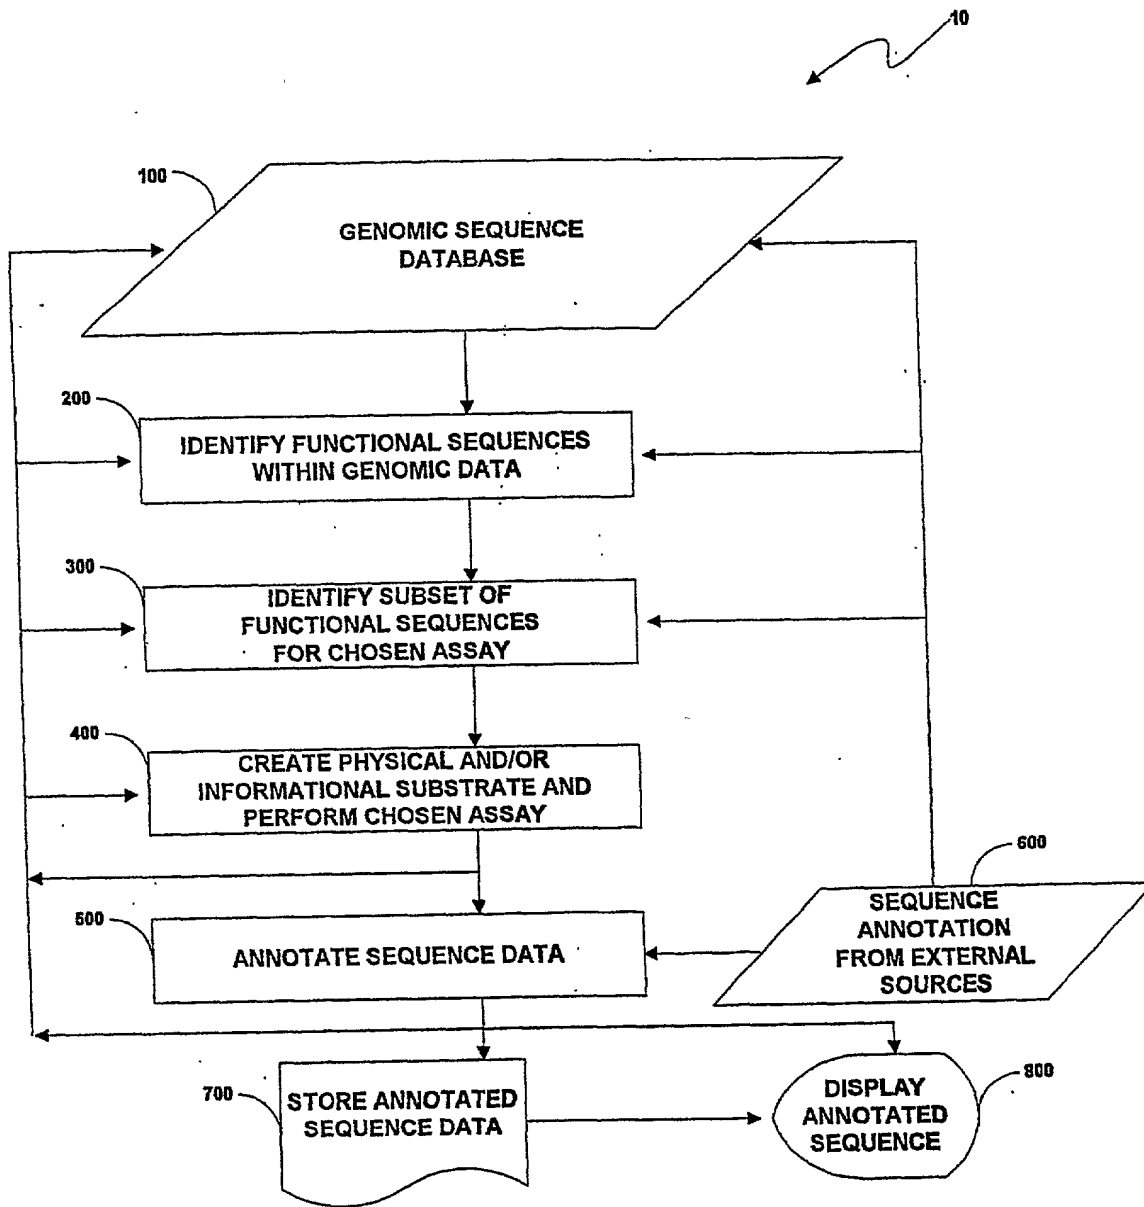 10
100
GENOMIC SEQUENCE
DATABASE
200
IDENTIFY FUNCTIONAL SEQUENCES
WITHIN GENOMIC DATA
300
IDENTIFY SUBSET OF
FUNCTIONAL SEQUENCES
FOR CHOSEN ASSAY
400
CREATE PHYSICAL AND/OR
INFORMATIONAL SUBSTRATE AND
PERFORM CHOSEN ASSAY
600
SEQUENCE
ANNOTATION
FROM EXTERNAL
SOURCES
500
ANNOTATE SEQUENCE DATA
700
STORE ANNOTATED
SEQUENCE DATA
800
DISPLAY
ANNOTATED
SEQUENCE